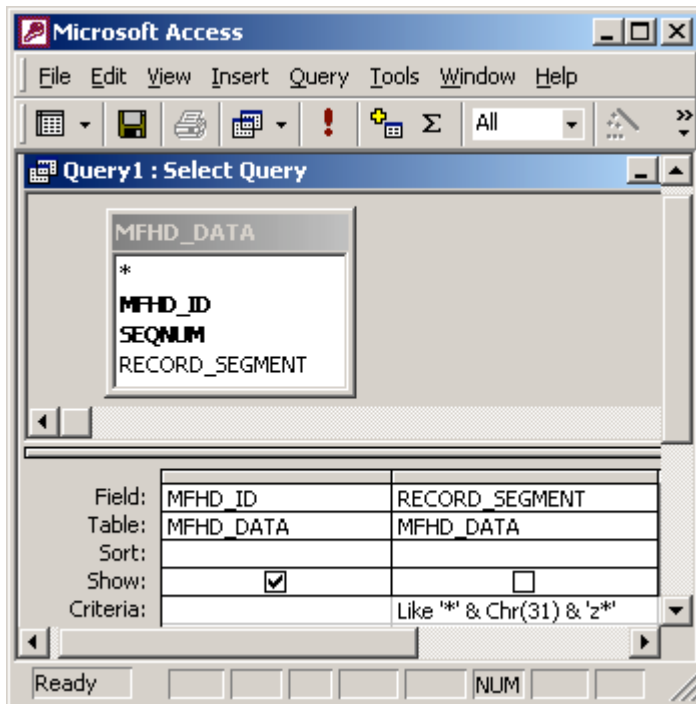 Microsoft Access
File Edit View Insert Query Tools Window Help
Σ All
Query1 : Select Query
MFHD_DATA
*
MFHD_ID
SEQNUM
RECORD_SEGMENT
Field: MFHD_ID RECORD_SEGMENT
Table: MFHD_DATA MFHD_DATA
Sort:
Show:
Criteria: Like '*' & Chr(31) & 'z*'
Ready NUM